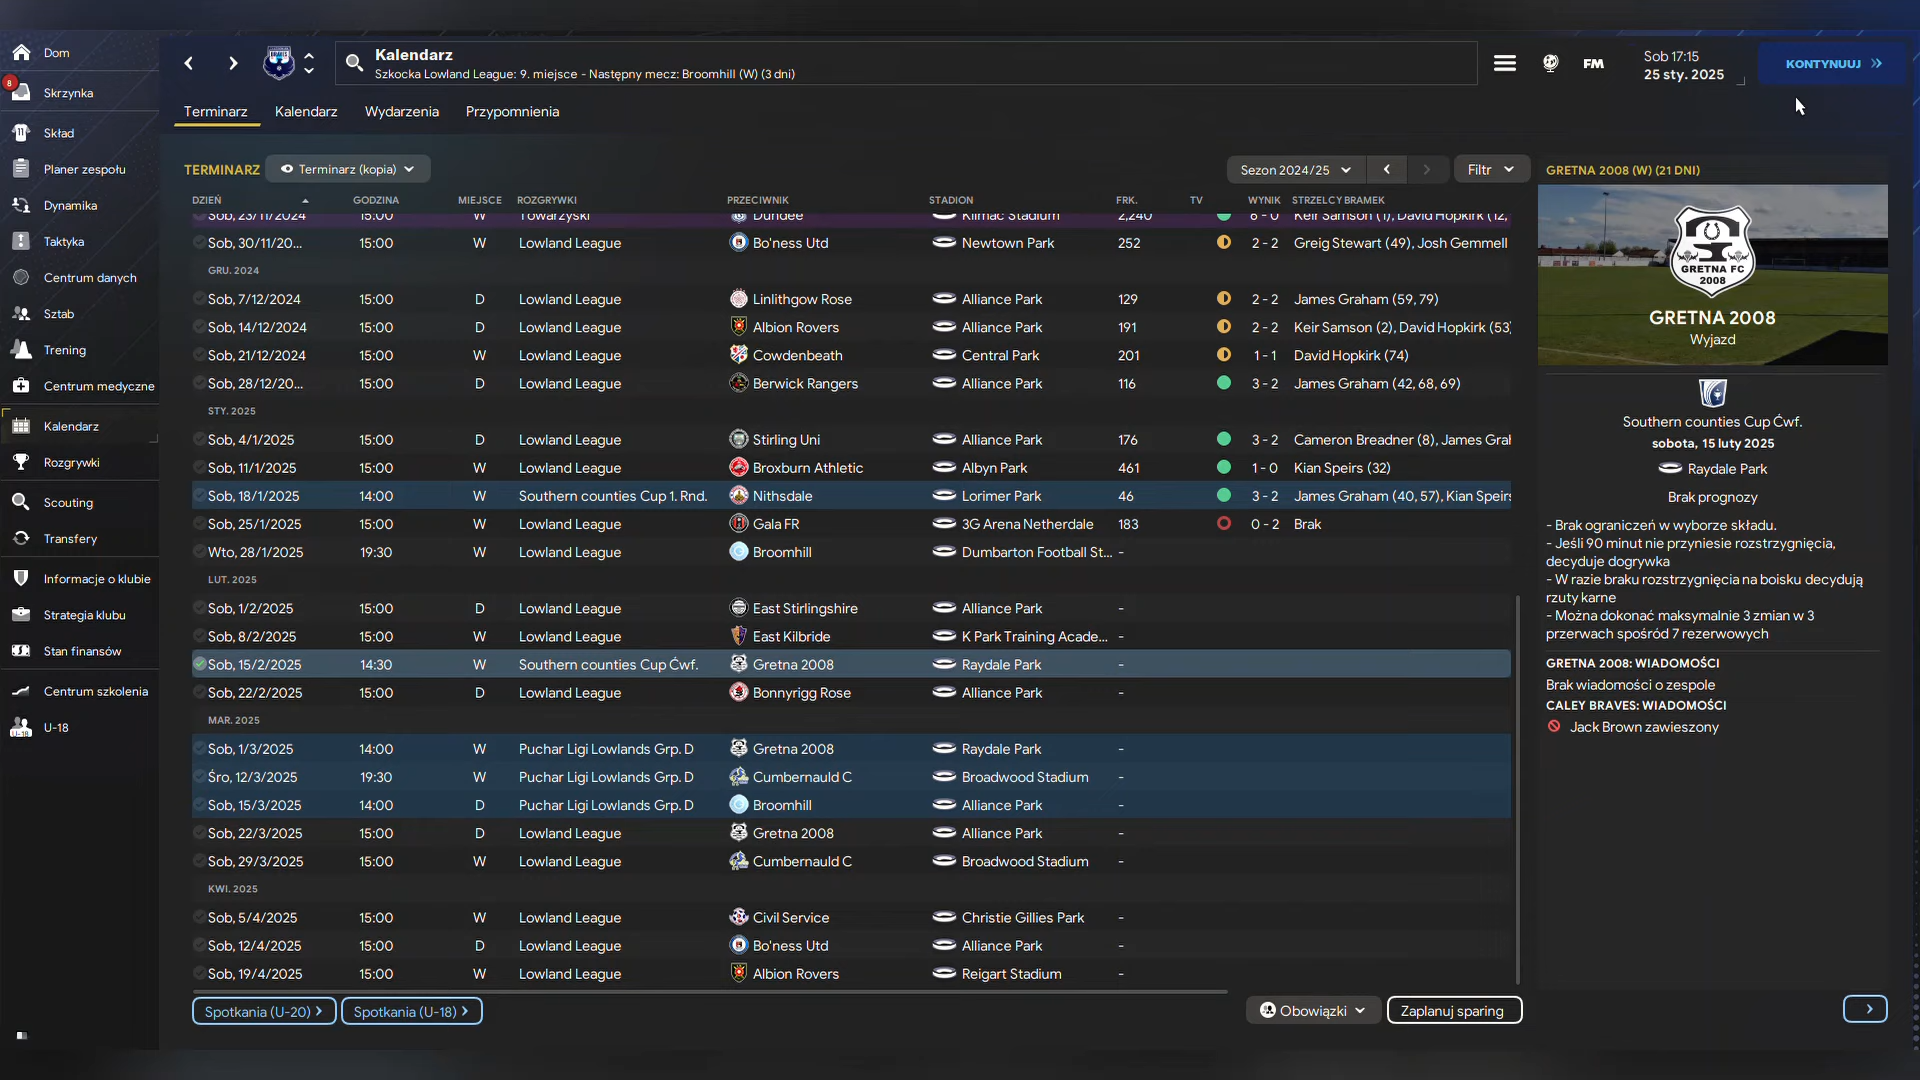 Dom
8
Skrzynka
Skład
Planer zespołu
Dynamika
Taktyka
Centrum danych
Sztab
Trening
Centrum medyczne
Kalendarz
Rozgrywki
Scouting
Transfery
Informacje o klubie
Strategia klubu
Stan finansów
Centrum szkolenia
U-18
Kalendarz
Szkocka Lowland League: 9. miejsce - Następny mecz: Broomhill (W) (3 dni)
FM
Sob 17:15
25 sty. 2025
KONTYNUUJ
Terminarz Kalendarz Wydarzenia Przypomnienia
TERMINARZ Terminarz (kopia) Sezon 2024/25 Filtr
DZIEŃ GODZINA MIEJSCE ROZGRYWKI PRZECIWNIK STADION FRK. TV WYNIK STRZELCY BRAMEK
Sob, 23/11/2024 15:00 W Towarzyski Dundee Kilmac Stadium 2,240 6 - 0 Keir Samson (1), David Hopkirk (12,
Sob, 30/11/20... 15:00 W Lowland League Bo'ness Utd Newtown Park 252 2 - 2 Greig Stewart (49), Josh Gemmell
GRU. 2024
Sob, 7/12/2024 15:00 D Lowland League Linlithgow Rose Alliance Park 129 2 - 2 James Graham (59, 79)
Sob, 14/12/2024 15:00 D Lowland League Albion Rovers Alliance Park 191 2 - 2 Keir Samson (2), David Hopkirk (53)
Sob, 21/12/2024 15:00 W Lowland League Cowdenbeath Central Park 201 1 - 1 David Hopkirk (74)
Sob, 28/12/20... 15:00 D Lowland League Berwick Rangers Alliance Park 116 3 - 2 James Graham (42, 68, 69)
STY. 2025
Sob, 4/1/2025 15:00 D Lowland League Stirling Uni Alliance Park 176 3 - 2 Cameron Breadner (8), James Grah
Sob, 11/1/2025 15:00 W Lowland League Broxburn Athletic Albyn Park 461 1 - 0 Kian Speirs (32)
Sob, 18/1/2025 14:00 W Southern counties Cup 1. Rnd. Nithsdale Lorimer Park 46 3 - 2 James Graham (40, 57), Kian Speirs
Sob, 25/1/2025 15:00 W Lowland League Gala FR 3G Arena Netherdale 183 0 - 2 Brak
Wto, 28/1/2025 19:30 W Lowland League Broomhill Dumbarton Football St... -
LUT. 2025
Sob, 1/2/2025 15:00 D Lowland League East Stirlingshire Alliance Park -
Sob, 8/2/2025 15:00 W Lowland League East Kilbride K Park Training Acade... -
Sob, 15/2/2025 14:30 W Southern counties Cup Ćwf. Gretna 2008 Raydale Park -
Sob, 22/2/2025 15:00 D Lowland League Bonnyrigg Rose Alliance Park -
MAR. 2025
Sob, 1/3/2025 14:00 W Puchar Ligi Lowlands Grp. D Gretna 2008 Raydale Park -
Śro, 12/3/2025 19:30 W Puchar Ligi Lowlands Grp. D Cumbernauld C Broadwood Stadium -
Sob, 15/3/2025 14:00 D Puchar Ligi Lowlands Grp. D Broomhill Alliance Park -
Sob, 22/3/2025 15:00 D Lowland League Gretna 2008 Alliance Park -
Sob, 29/3/2025 15:00 W Lowland League Cumbernauld C Broadwood Stadium -
KWI. 2025
Sob, 5/4/2025 15:00 W Lowland League Civil Service Christie Gillies Park -
Sob, 12/4/2025 15:00 D Lowland League Bo'ness Utd Alliance Park -
Sob, 19/4/2025 15:00 W Lowland League Albion Rovers Reigart Stadium -
Spotkania (U-20) Spotkania (U-18) Obowiązki Zaplanuj sparing
GRETNA 2008 (W) (21 DNI)
GRETNA FC
2008
GRETNA 2008
Wyjazd
Southern counties Cup Ćwf.
sobota, 15 luty 2025
Raydale Park
Brak prognozy
- Brak ograniczeń w wyborze składu.
- Jeśli 90 minut nie przyniesie rozstrzygnięcia,
decyduje dogrywka
- W razie braku rozstrzygnięcia na boisku decydują
rzuty karne
- Można dokonać maksymalnie 3 zmian w 3
przerwach spośród 7 rezerwowych
GRETNA 2008: WIADOMOŚCI
Brak wiadomości o zespole
CALEY BRAVES: WIADOMOŚCI
Jack Brown zawieszony